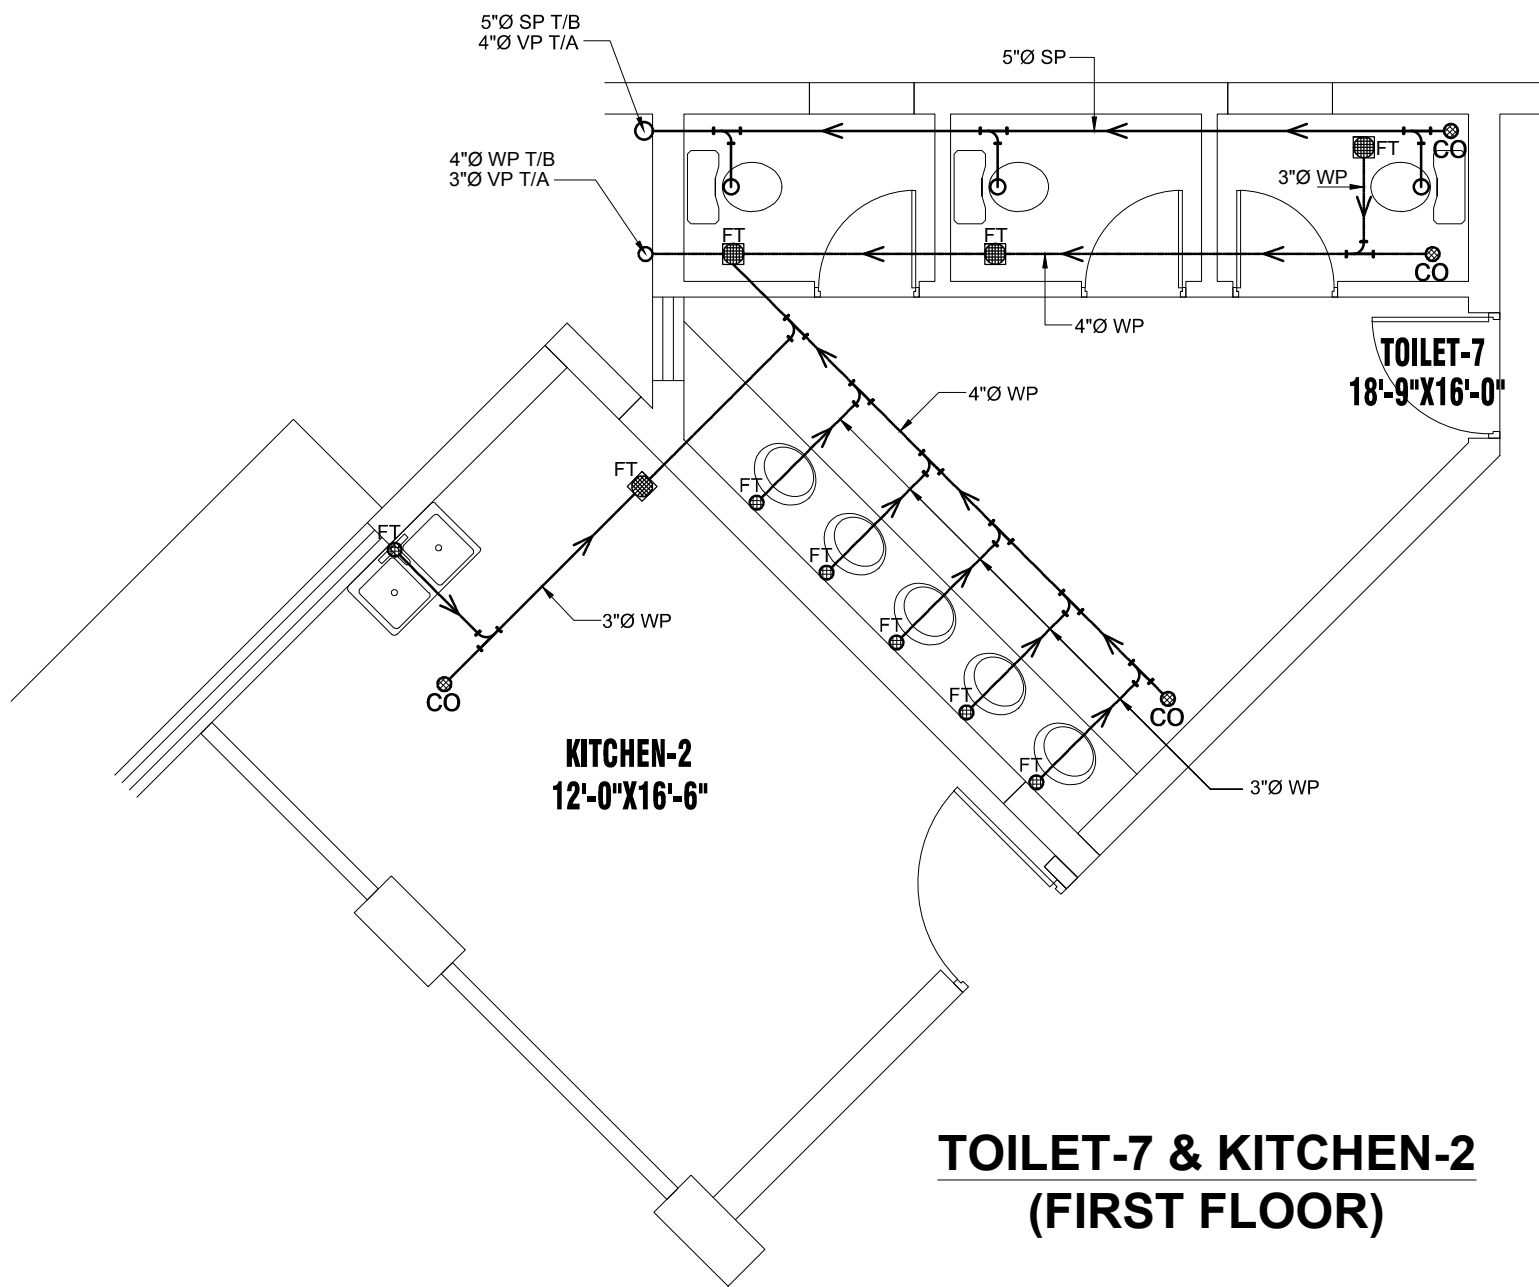 5"Ø SP T/B
4"Ø VP T/A
5"Ø SP
4"Ø WP T/B
3"Ø VP T/A
FT
CO
3"Ø WP
FT
FT
CO
4"Ø WP
TOILET-7
18'-9"X16'-0"
4"Ø WP
FT
FT
FT
FT
3"Ø WP
FT
CO
FT
CO
FT
KITCHEN-2
12'-0"X16'-6"
3"Ø WP
TOILET-7 & KITCHEN-2
(FIRST FLOOR)